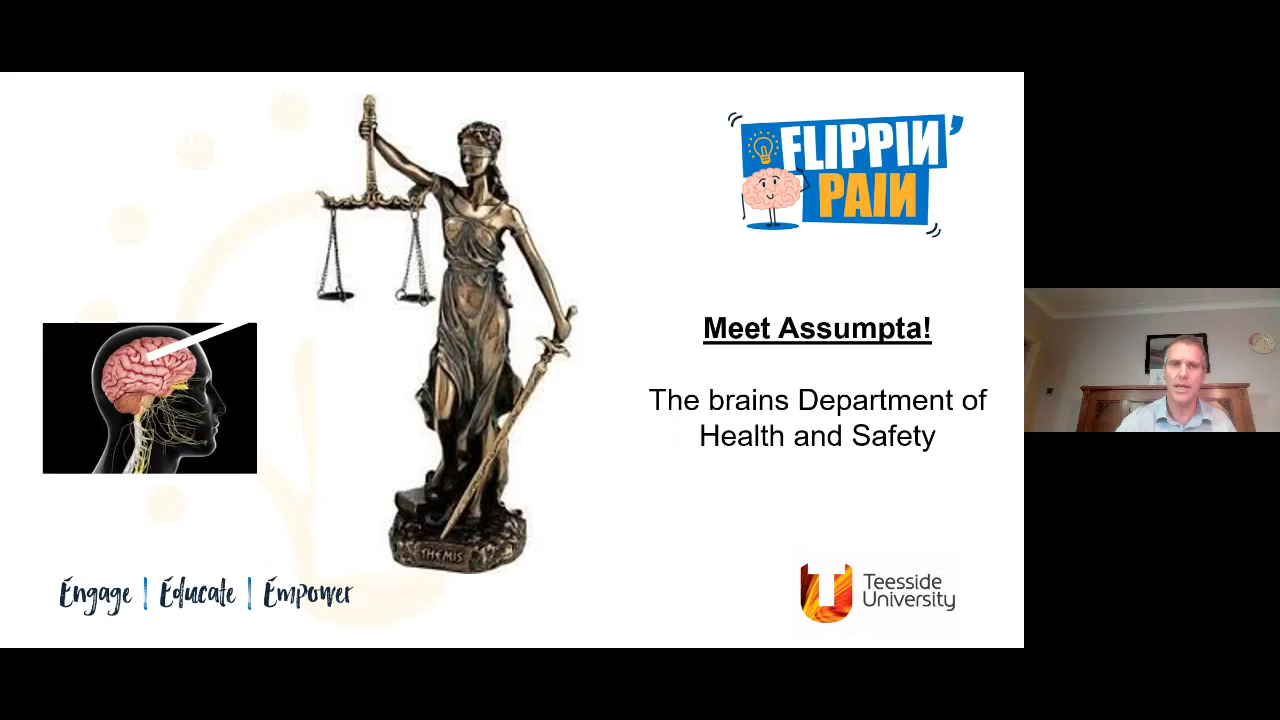 FLIPPIN'
PAIN
Meet Assumpta!
The brains Department of
Health and Safety
THEMIS
Engage | Educate | Empower
Teesside
University